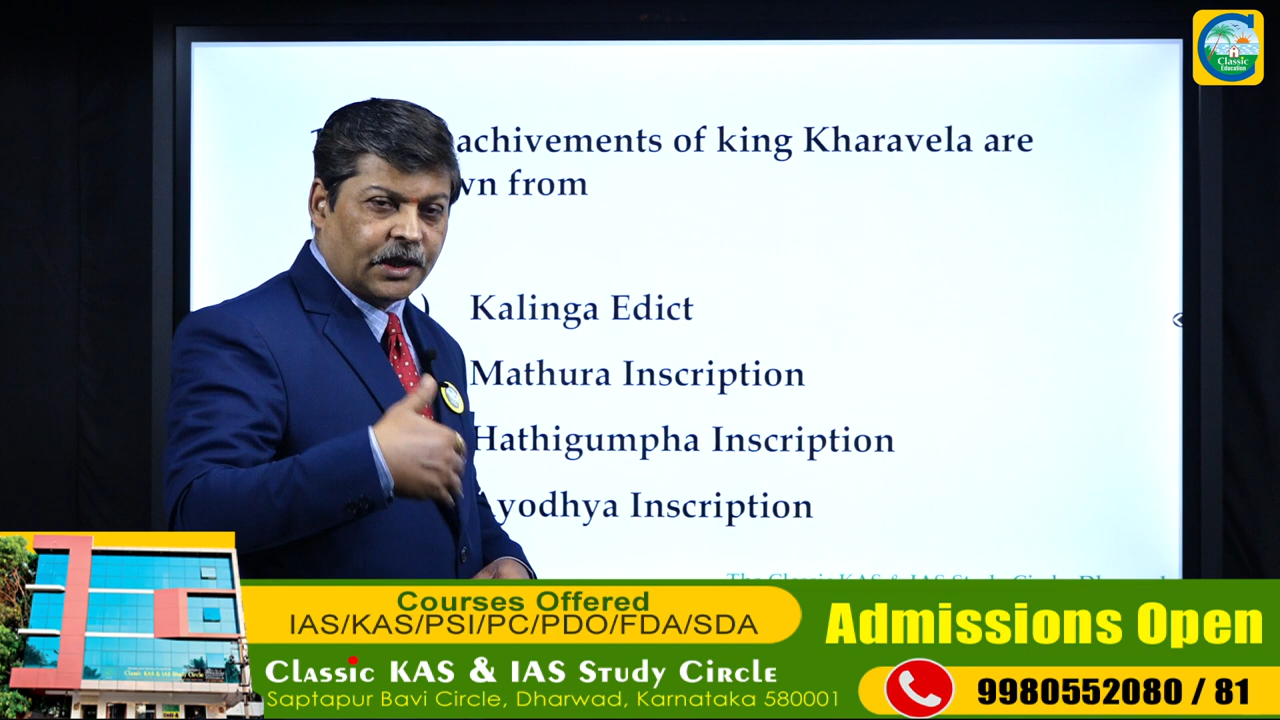 Classic
Education
achivements of king Kharavela are
from
Kalinga Edict
Mathura Inscription
Hathigumpha Inscription
Ayodhya Inscription
Courses Offered
IAS/KAS/PSI/PC/PDO/FDA/SDA
Admissions Open
Classic KAS & IAS Study Circle
Saptapur Bavi Circle, Dharwad, Karnataka 580001
9980552080 / 81